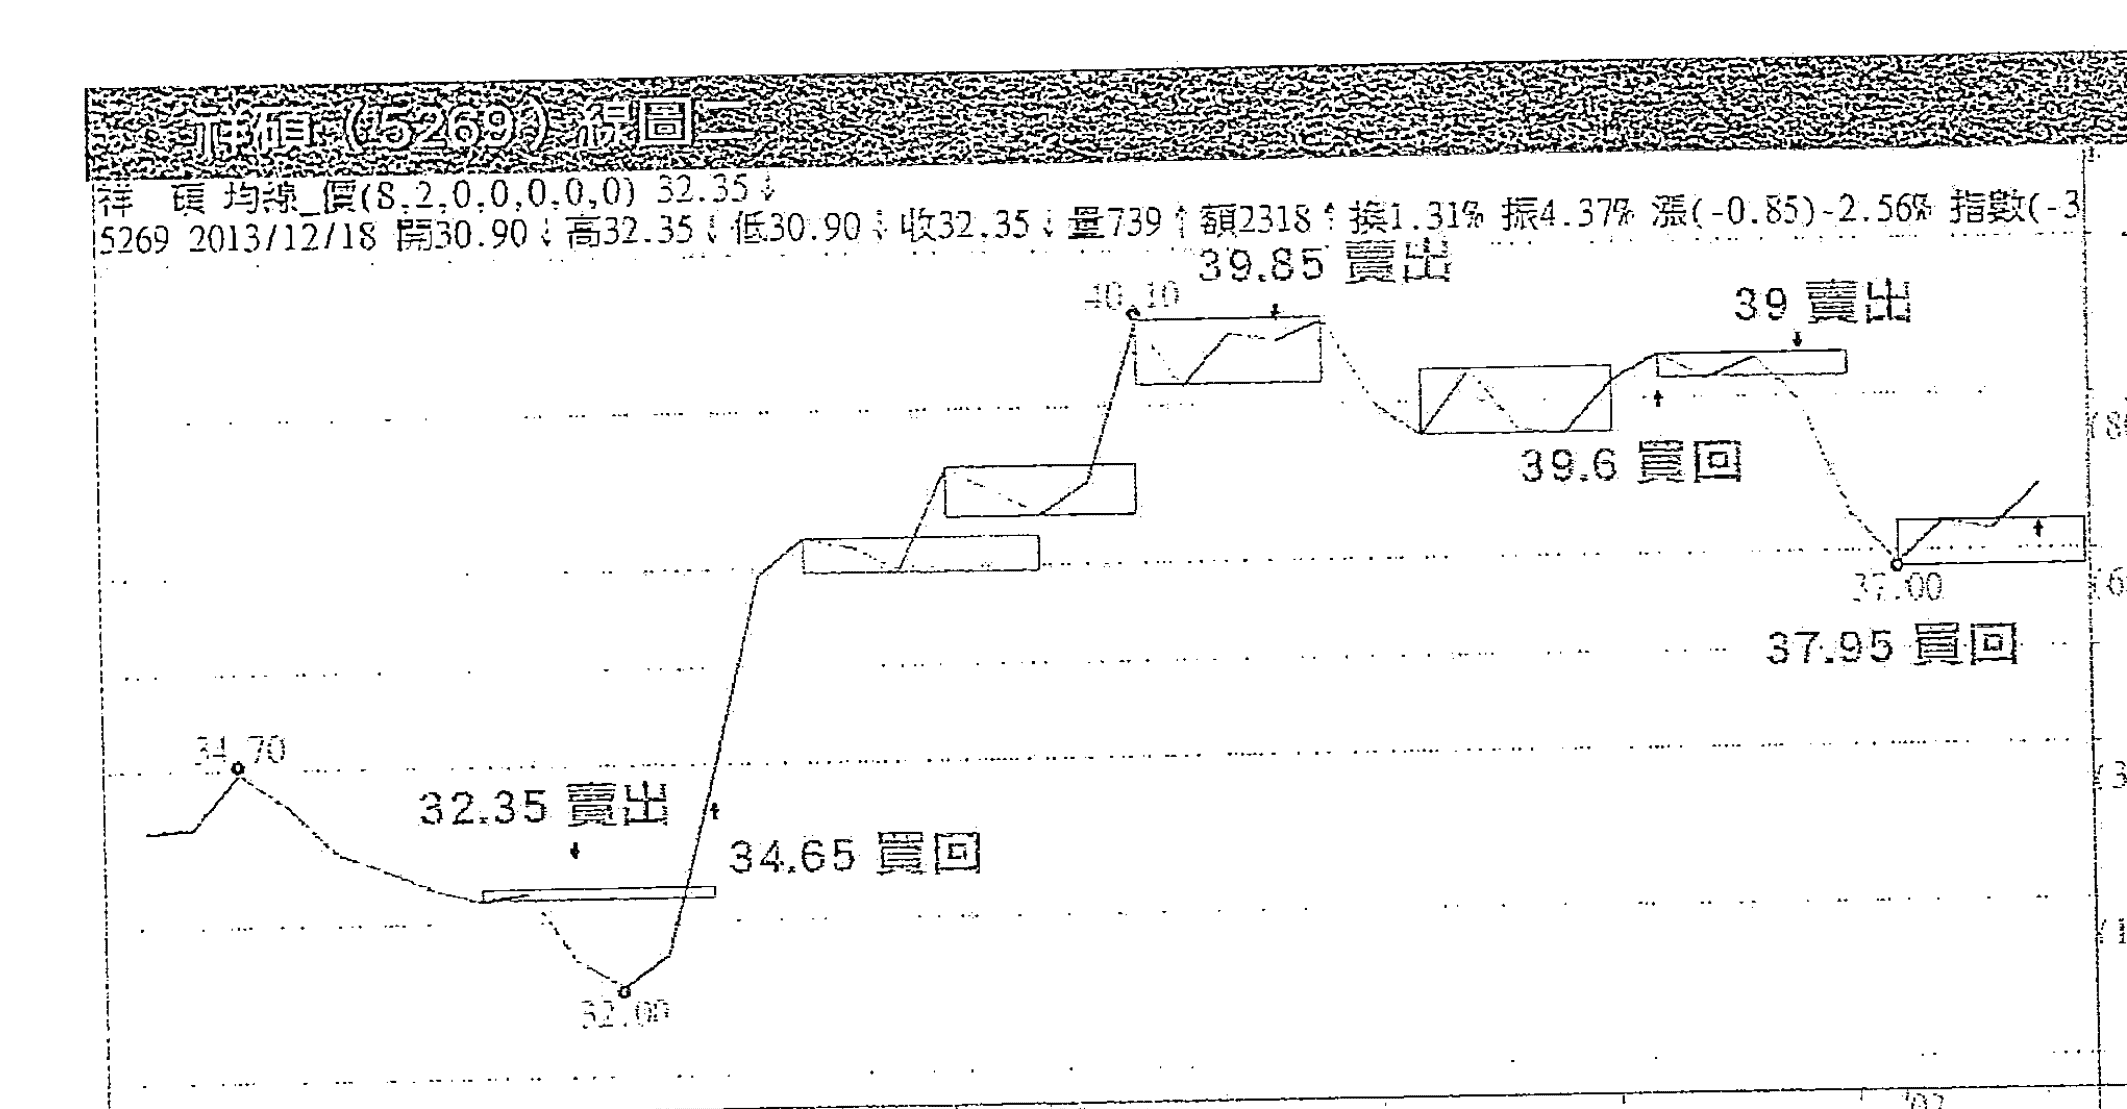 祥碩（5269）線圖二
祥 碩 均線_價(8,2,0,0,0,0,0) 32.35↓
5269 2013/12/18 開30.90↓高32.35↓低30.90↓收32.35↓量739↑額2318↑換1.31% 振4.37% 漲(-0.85)-2.56% 指數(-3
39.85 賣出
40.10
39 賣出
39.6 買回
37.00
37.95 買回
34.70
32.35 賣出
34.65 買回
32.00